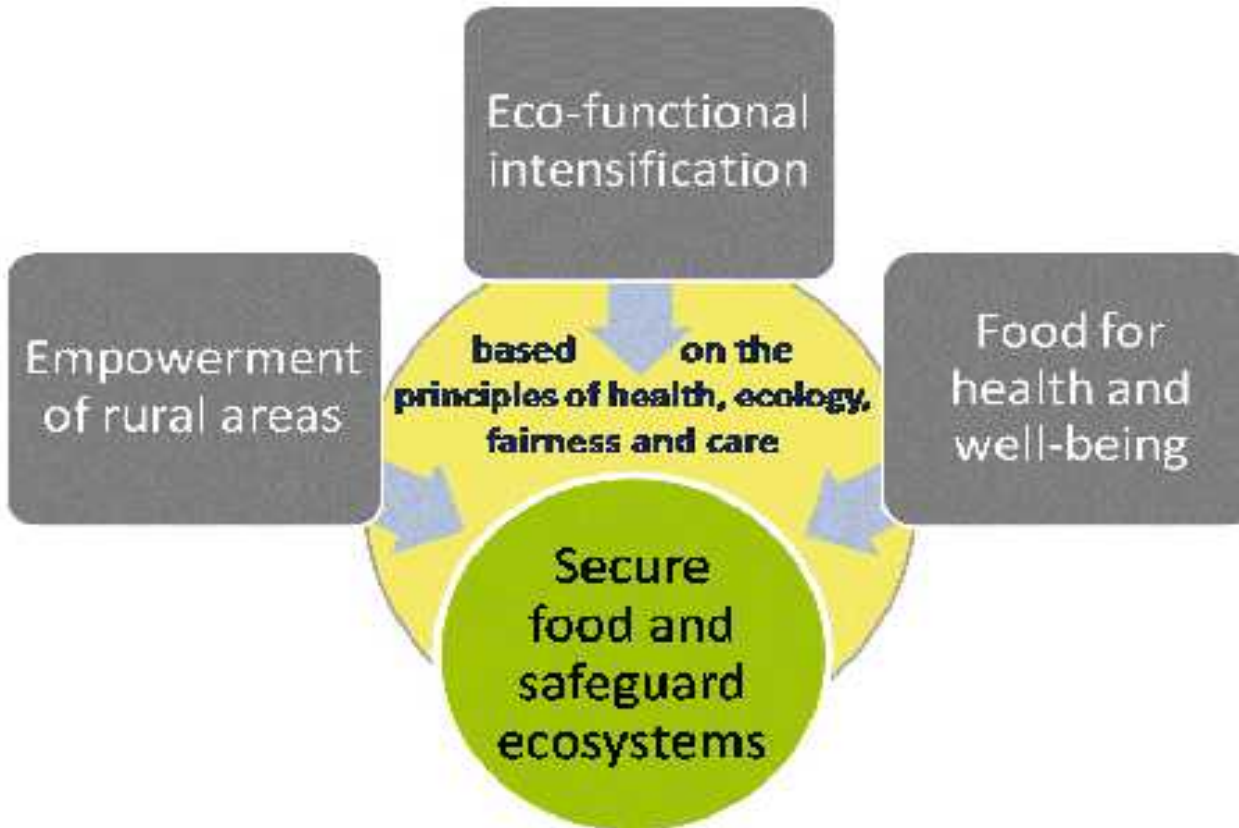 Eco-functional
intensification
Empowerment
of rural areas
Food for
health and
well-being
based on the
principles of health, ecology,
fairness and care
Secure
food and
safeguard
ecosystems